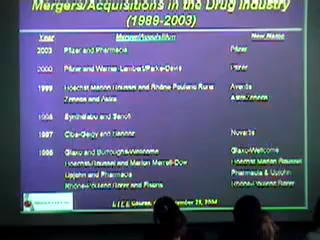 Mergers/Acquisitions in the Drug Industry
(1989-2003)
Year Merger/Acquisition New Name
2003 Pfizer and Pharmacia Pfizer
2000 Pfizer and Warner-Lambert/Parke-Davis Pfizer
1999 Hoechst Marion Roussel and Rhône Poulenc Rorer Aventis
Zeneca and Astra AstraZeneca
1998 Synthélabo and Sanofi
1997 Ciba-Geigy and Sandoz Novartis
1995 Glaxo and Burroughs-Wellcome Glaxo-Wellcome
Hoechst/Roussel and Marion Merrell-Dow Hoechst Marion Roussel
Upjohn and Pharmacia Pharmacia & Upjohn
Rhône-Poulenc Rorer and Fisons Rhône-Poulenc Rorer
Course, 2004